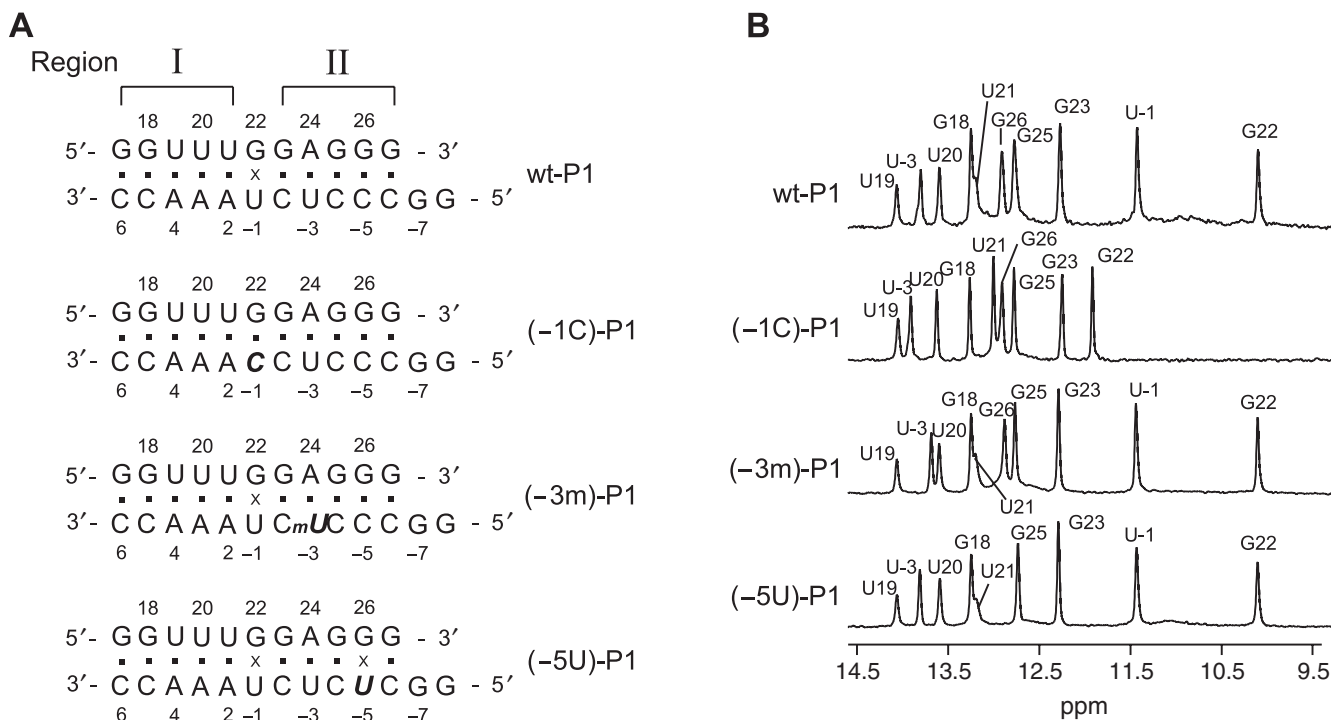 A
Region I II
18 20 22 24 26
5′- G G U U U G G A G G G - 3′
x
3′- C C A A A U C U C C C G G - 5′
6 4 2 –1 –3 –5 –7
wt-P1
18 20 22 24 26
5′- G G U U U G G A G G G - 3′
3′- C C A A A C C U C C C G G - 5′
6 4 2 –1 –3 –5 –7
(–1C)-P1
18 20 22 24 26
5′- G G U U U G G A G G G - 3′
x
3′- C C A A A U C mU C C C G G - 5′
6 4 2 –1 –3 –5 –7
(–3m)-P1
18 20 22 24 26
5′- G G U U U G G A G G G - 3′
x x
3′- C C A A A U C U C U C G G - 5′
6 4 2 –1 –3 –5 –7
(–5U)-P1
B
wt-P1
U19 U-3 U20 G18 U21 G26 G25 G23 U-1 G22
(–1C)-P1
U19 U-3 U20 G18 U21 G26 G25 G23 G22
(–3m)-P1
U19 U-3 U20 G18 U21 G26 G25 G23 U-1 G22
(–5U)-P1
U19 U-3 U20 G18 U21 G25 G23 U-1 G22
14.5 13.5 12.5 11.5 10.5 9.5
ppm